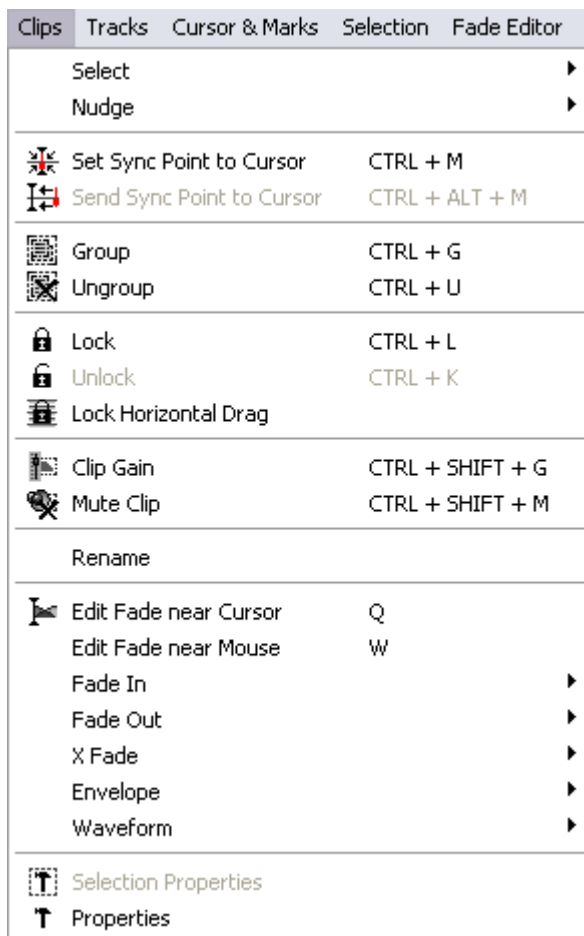 Clips Tracks Cursor & Marks Selection Fade Editor
Select
Nudge
Set Sync Point to Cursor CTRL + M
Send Sync Point to Cursor CTRL + ALT + M
Group CTRL + G
Ungroup CTRL + U
Lock CTRL + L
Unlock CTRL + K
Lock Horizontal Drag
Clip Gain CTRL + SHIFT + G
Mute Clip CTRL + SHIFT + M
Rename
Edit Fade near Cursor Q
Edit Fade near Mouse W
Fade In
Fade Out
X Fade
Envelope
Waveform
Selection Properties
Properties